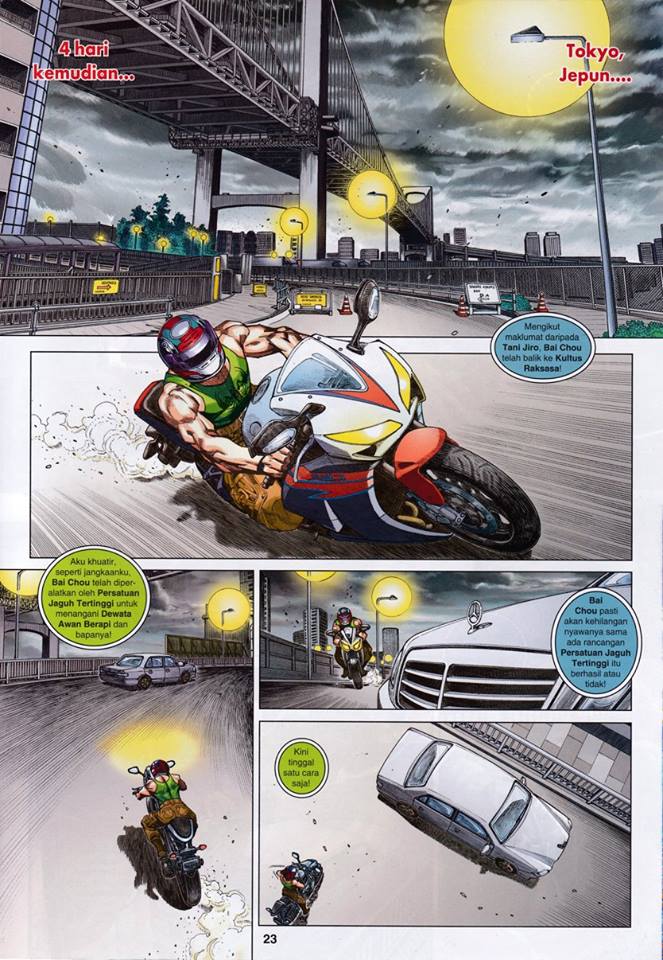 4 hari
kemudian...
Tokyo,
Jepun....
Mengikut
maklumat daripada
Tani Jiro, Bai Chou
telah balik ke Kultus
Raksasa!
Aku khuatir,
seperti jangkaanku,
Bai Chou telah diper-
alatkan oleh Persatuan
Jaguh Tertinggi untuk
menangani Dewata
Awan Berapi dan
bapanya!
Bai
Chou pasti
akan kehilangan
nyawanya sama
ada rancangan
Persatuan Jaguh
Tertinggi itu
berhasil atau
tidak!
Kini
tinggal
satu cara
saja!
23